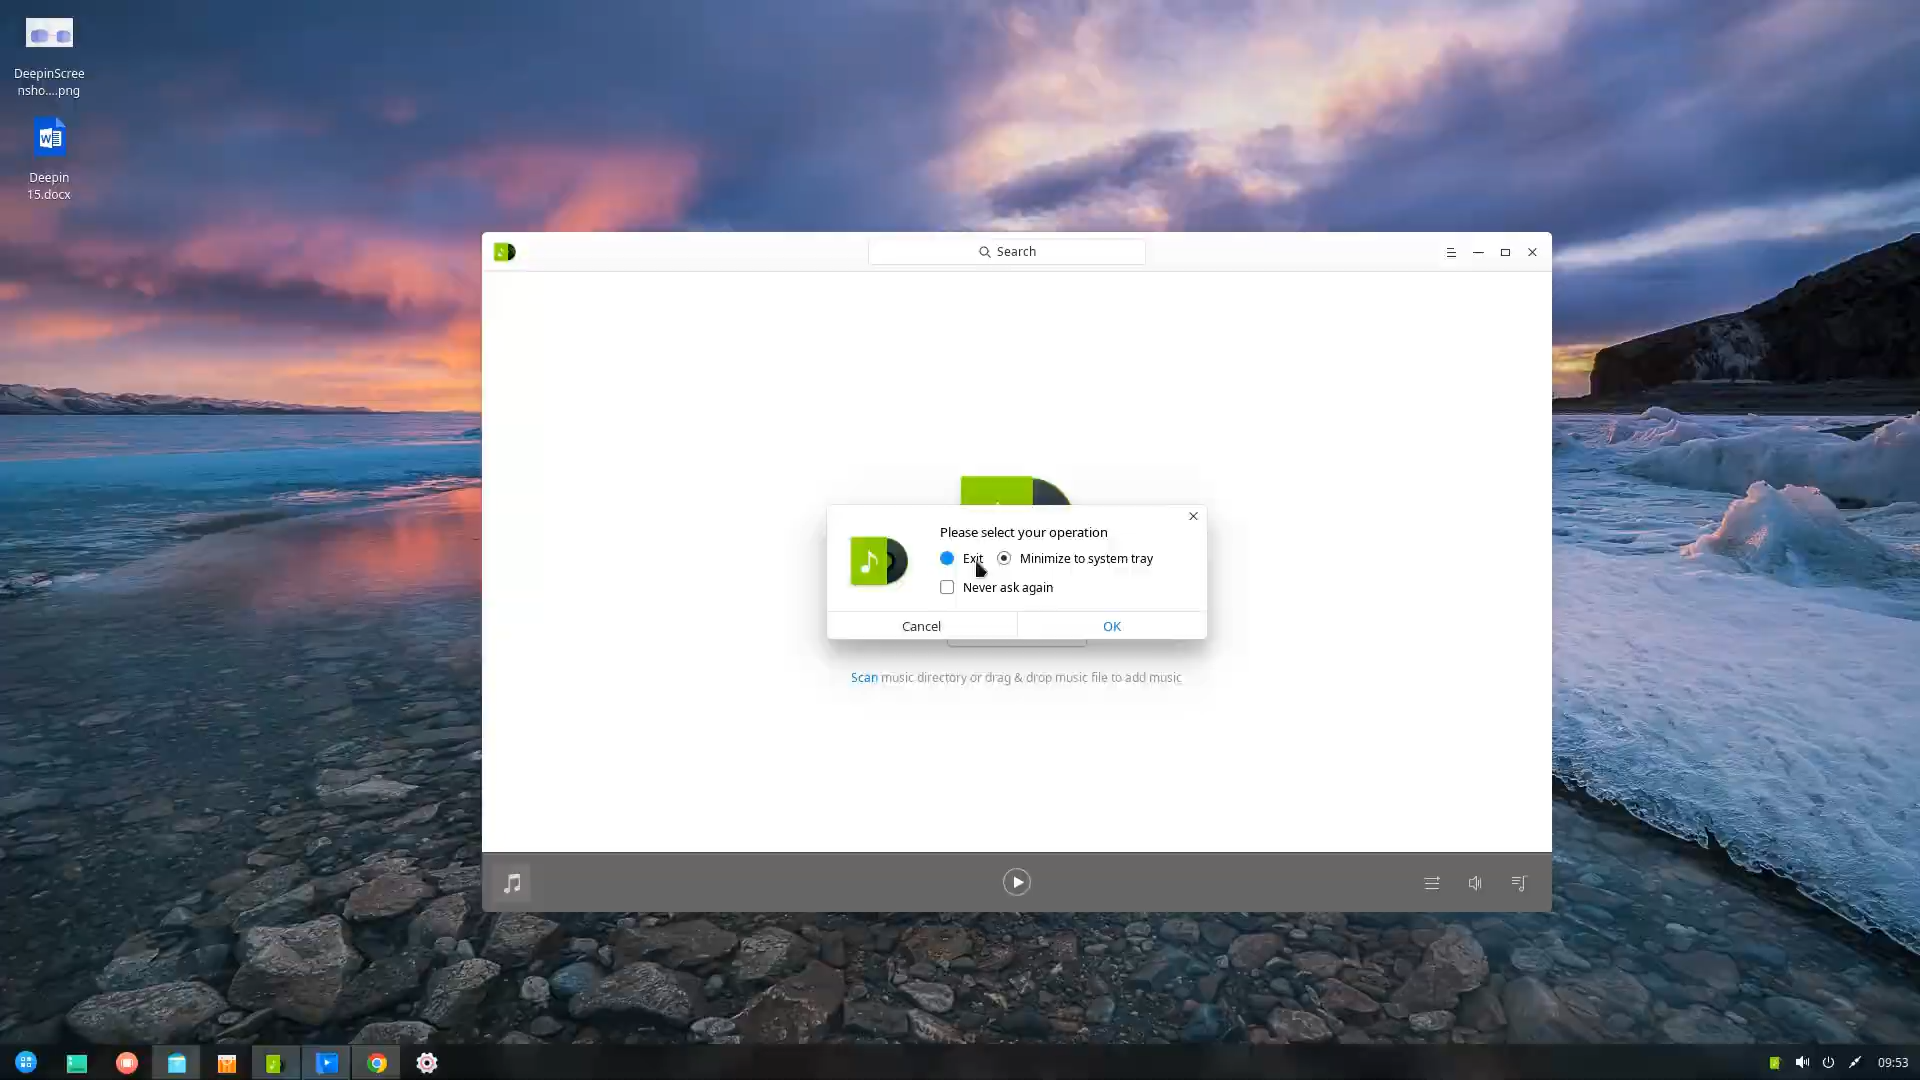 DeepinScree
nsho....png
Deepin
15.docx
Search
Please select your operation
Exit
Minimize to system tray
Never ask again
Cancel
OK
Scan music directory or drag & drop music file to add music
09:53